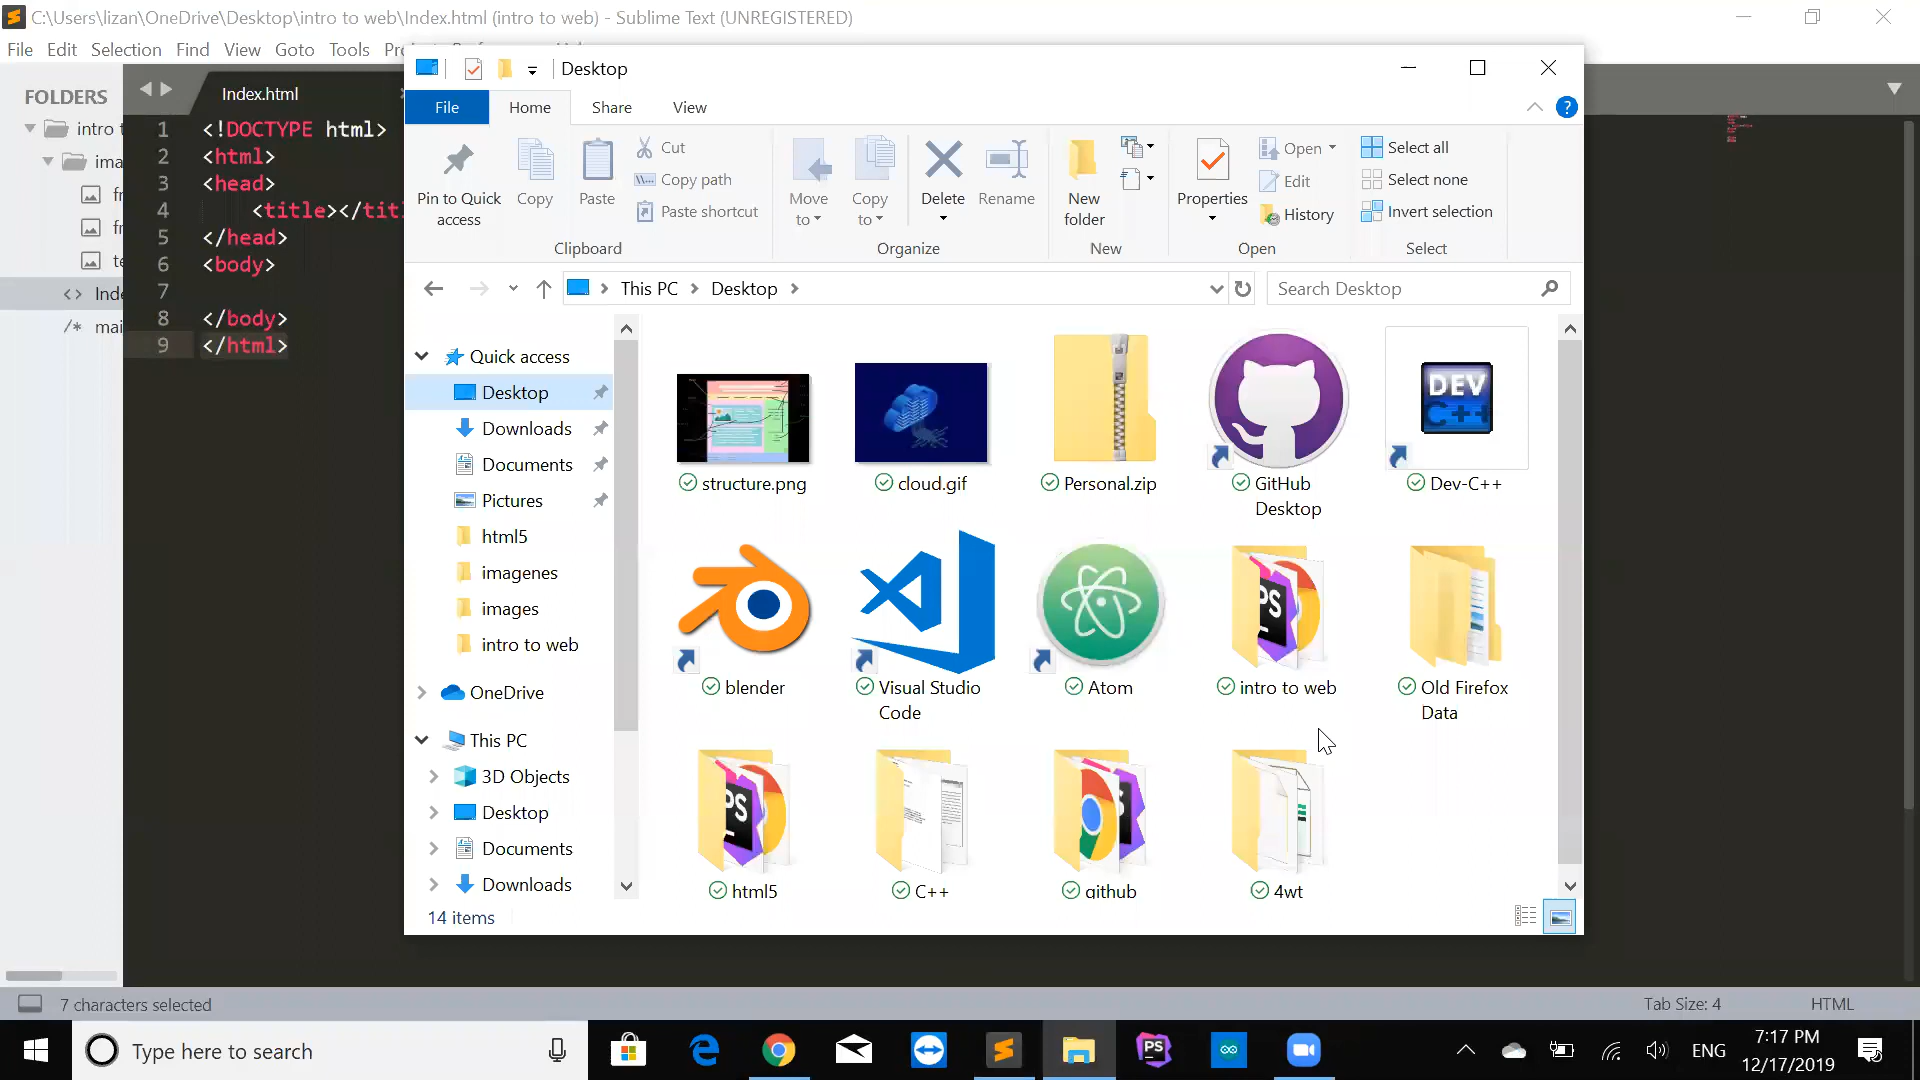 C:\Users\lizan\OneDrive\Desktop\intro to web\Index.html (intro to web) - Sublime Text (UNREGISTERED)
File Edit Selection Find View Goto Tools
Desktop
File Home Share View
FOLDERS
intro t
ima
fr
fr
te
Inde
mai
Index.html
1 <!DOCTYPE html>
2 <html>
3 <head>
4 <title></titl
5 </head>
6 <body>
7
8 </body>
9 </html>
Pin to Quick access
Copy
Paste
Cut
Copy path
Paste shortcut
Clipboard
Move to
Copy to
Delete
Rename
Organize
New folder
New
Properties
Open
Edit
History
Open
Select all
Select none
Invert selection
Select
This PC Desktop
Search Desktop
Quick access
Desktop
Downloads
Documents
Pictures
html5
imagenes
images
intro to web
OneDrive
This PC
3D Objects
Desktop
Documents
Downloads
structure.png
cloud.gif
Personal.zip
GitHub Desktop
DEV C++
Dev-C++
blender
Visual Studio Code
Atom
PS
intro to web
Old Firefox Data
PS
html5
C++
github
4wt
14 items
7 characters selected
Tab Size: 4
HTML
Type here to search
PS
ENG
7:17 PM
12/17/2019